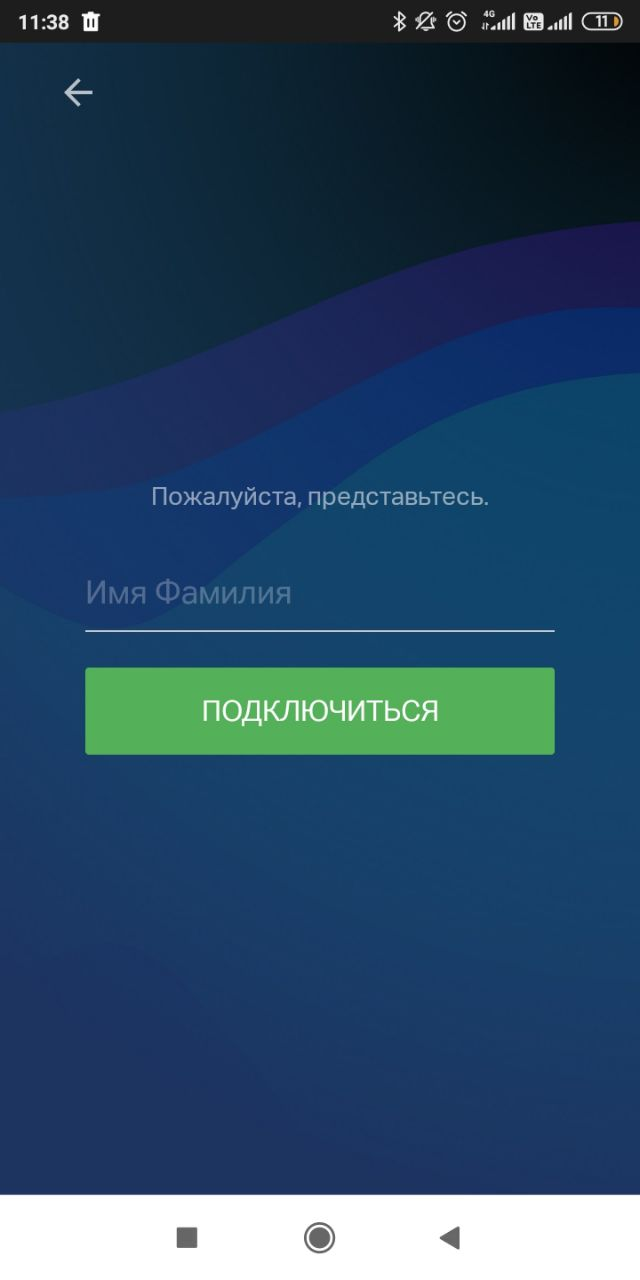 11:38 4G Vo LTE 11
Пожалуйста, представьтесь.
Имя Фамилия
ПОДКЛЮЧИТЬСЯ